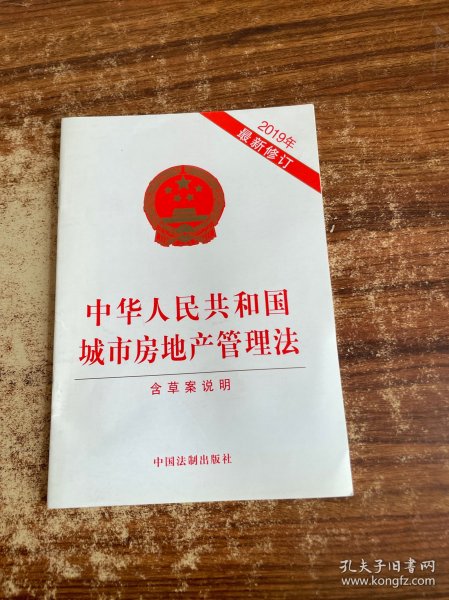 2019年
最新修订
中华人民共和国
城市房地产管理法
含草案说明
中国法制出版社
孔夫子旧书网
www.kongfz.com